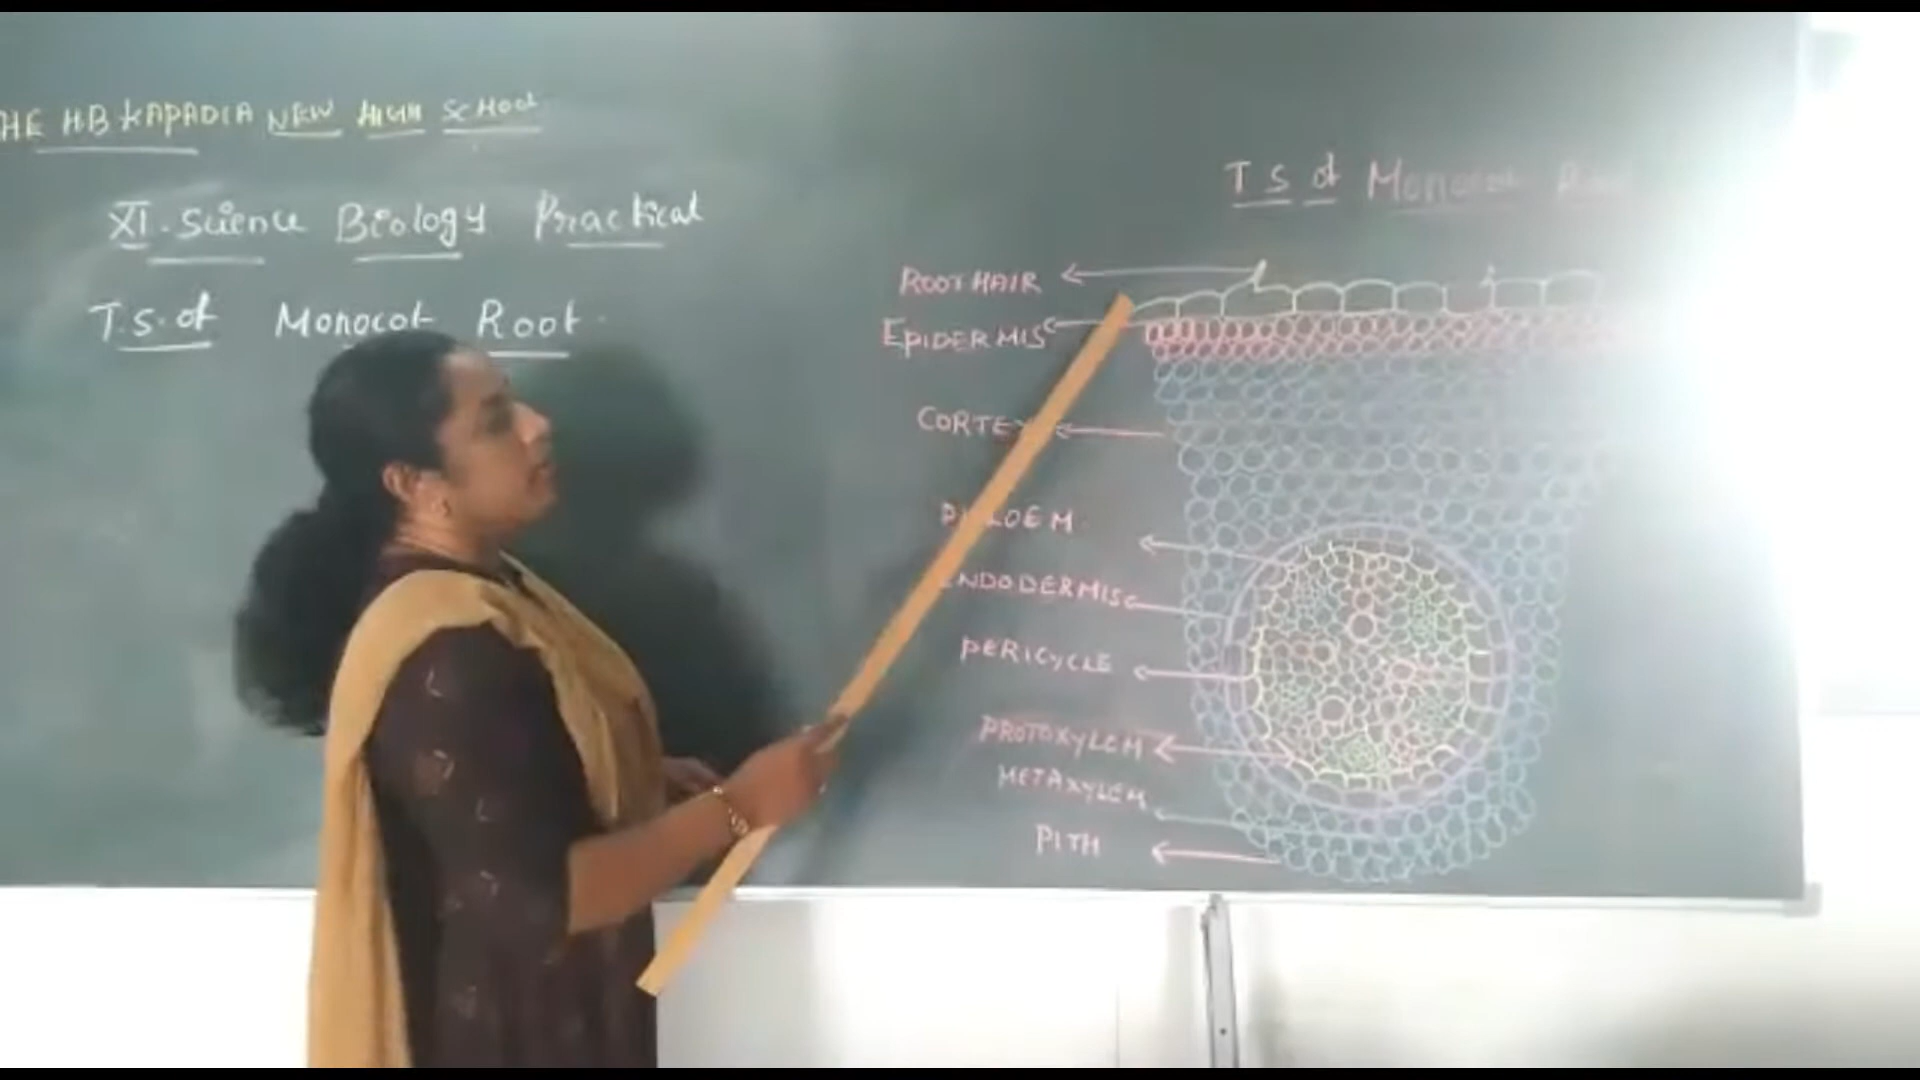 HE HB KAPADIA NEW HIGH SCHOOL
XI. Science Biology Practical
T.S. of Monocot Root
T S of Monocot
ROOT HAIR
EPIDERMIS
CORTEX
PHLOEM
ENDODERMIS
PERICYCLE
PROTOXYLEM
METAXYLEM
PITH